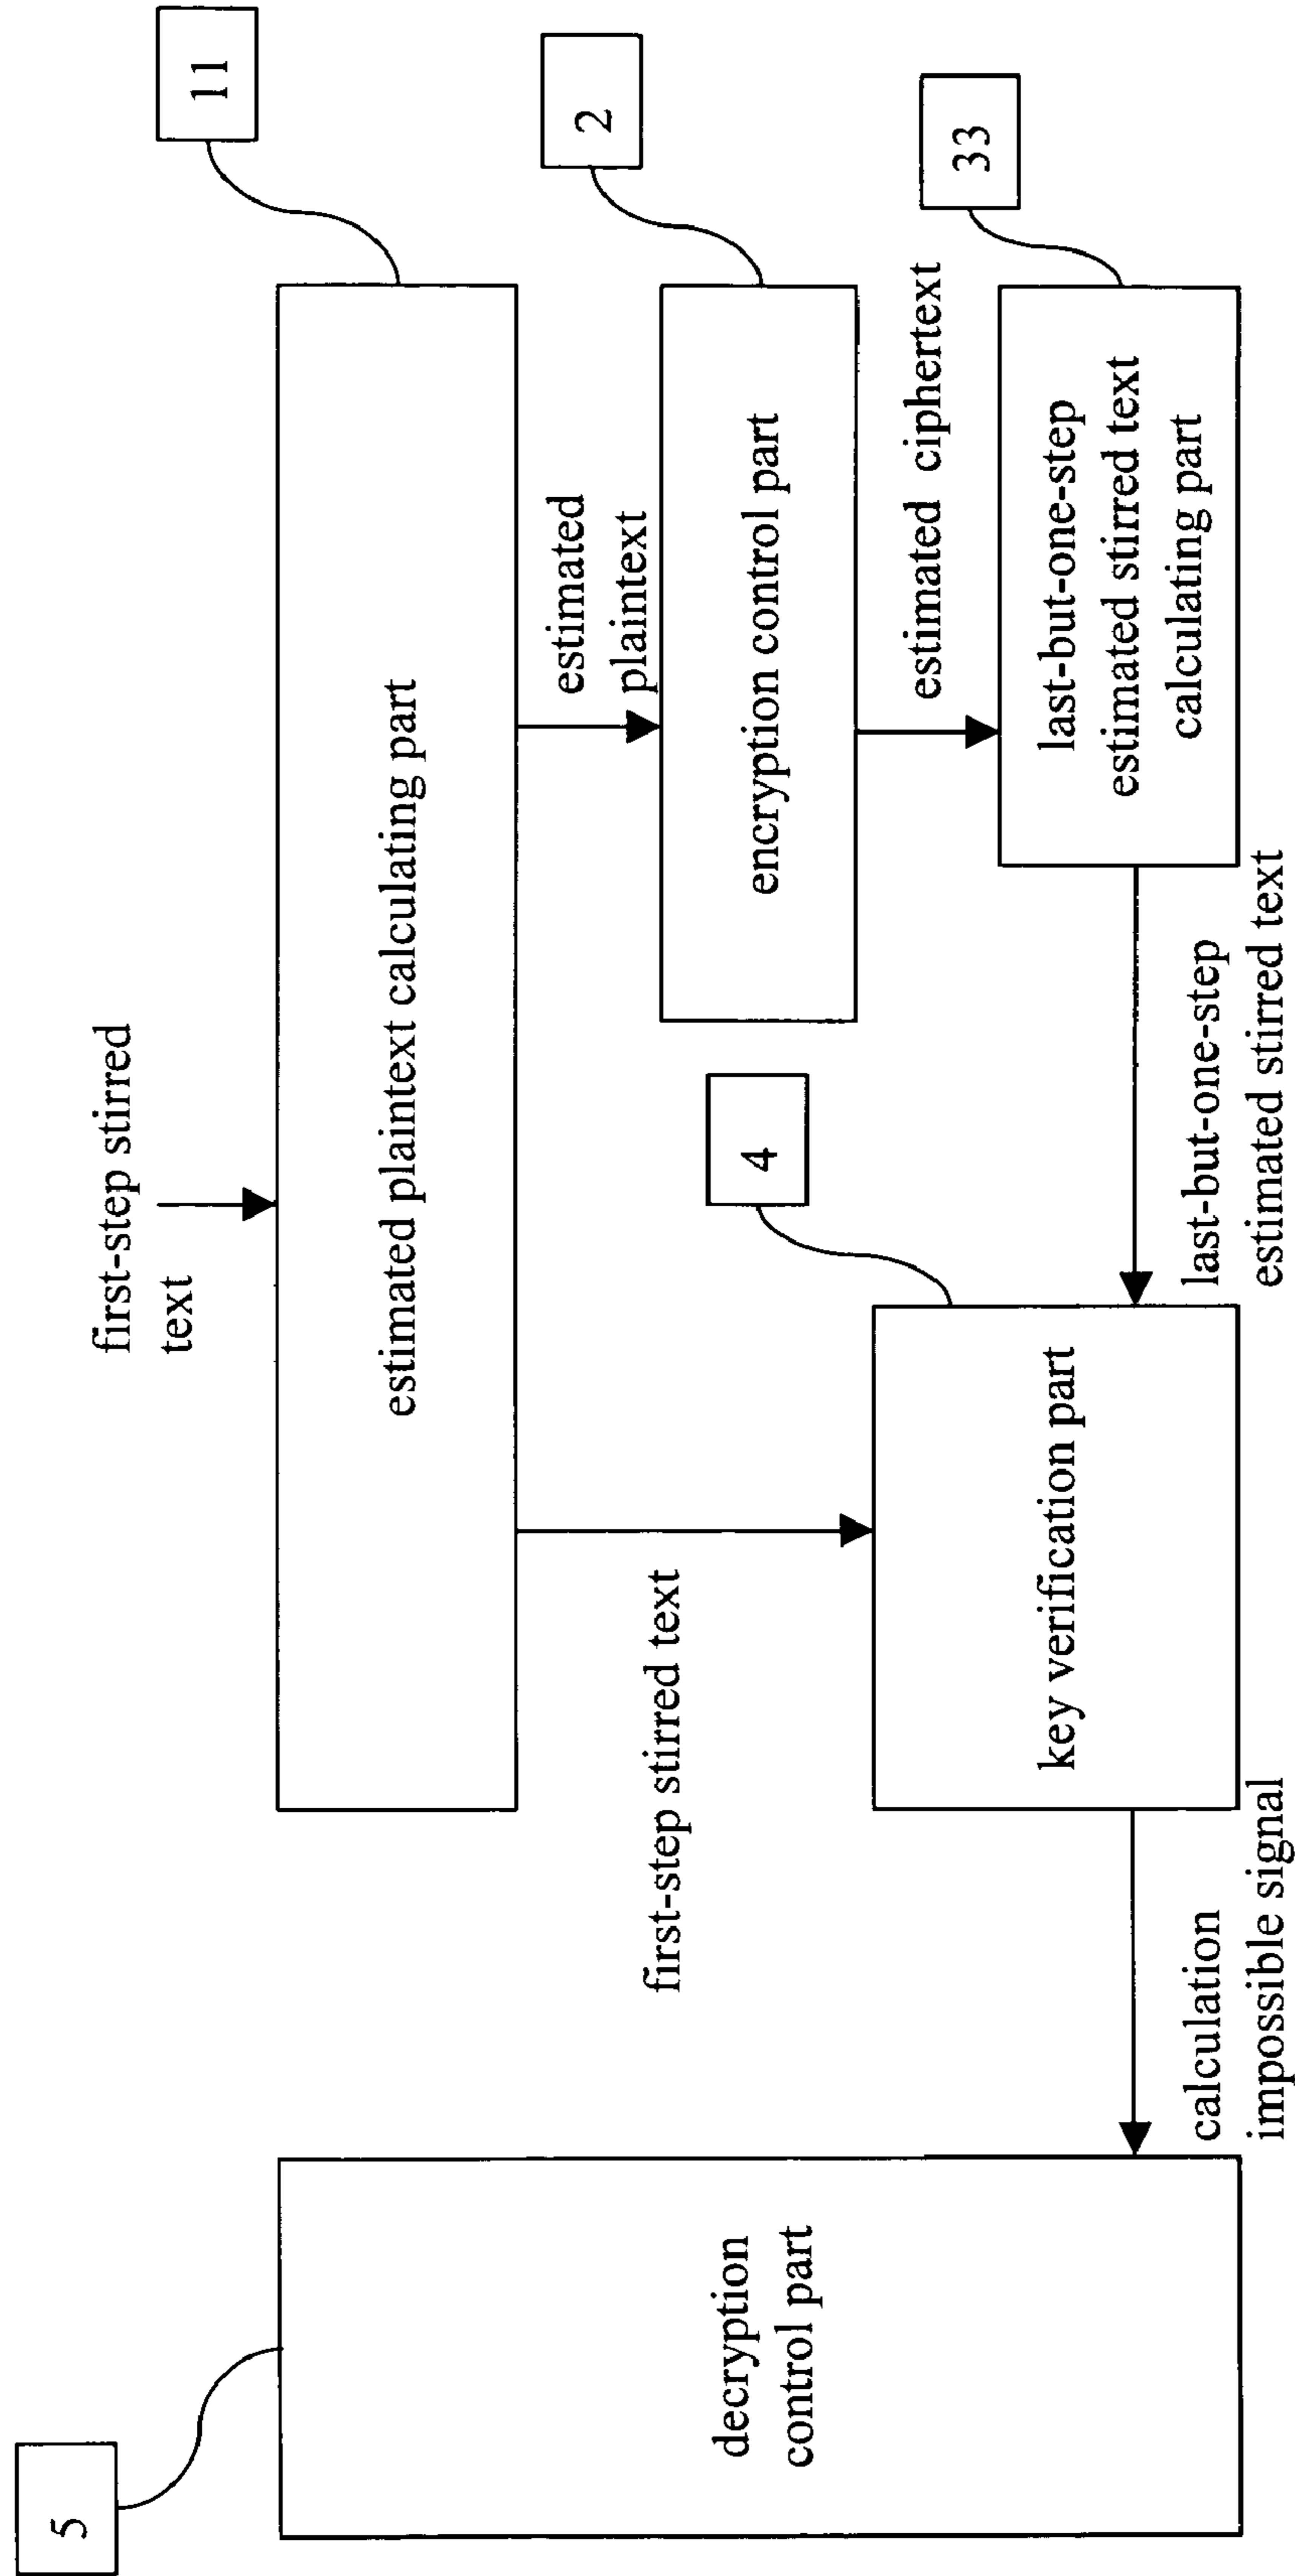 5
11
first-step stirred
text
estimated plaintext calculating part
2
estimated
plaintext
encryption control part
33
estimated ciphertext
last-but-one-step
estimated stirred text
calculating part
4
first-step stirred text
key verification part
last-but-one-step
estimated stirred text
decryption
control part
calculation
impossible signal